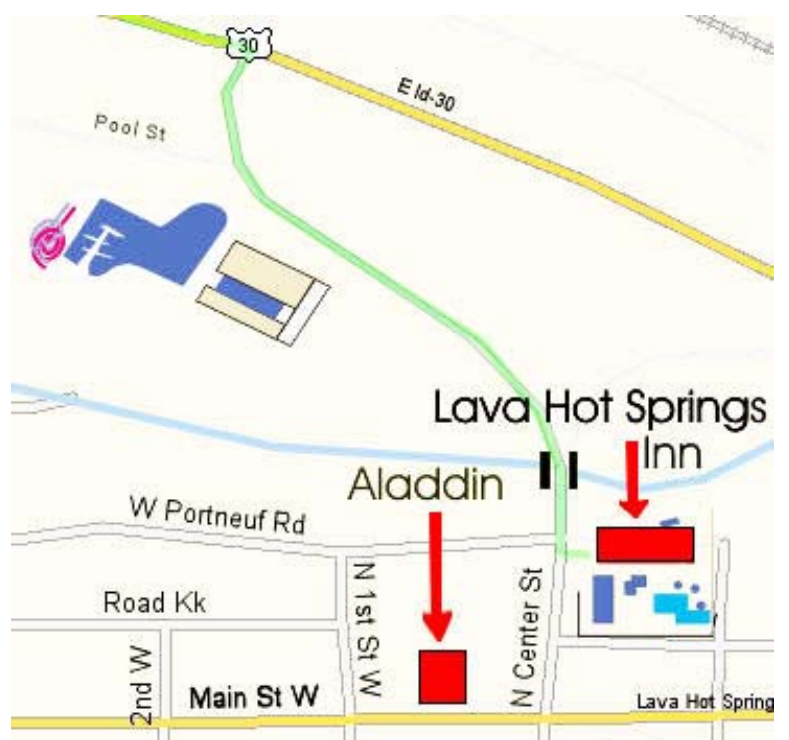 30
E Id-30
Pool St
Lava Hot Springs
Inn
Aladdin
W Portneuf Rd
N 1st St W
N Center St
Road Kk
2nd W
Main St W
Lava Hot Spring